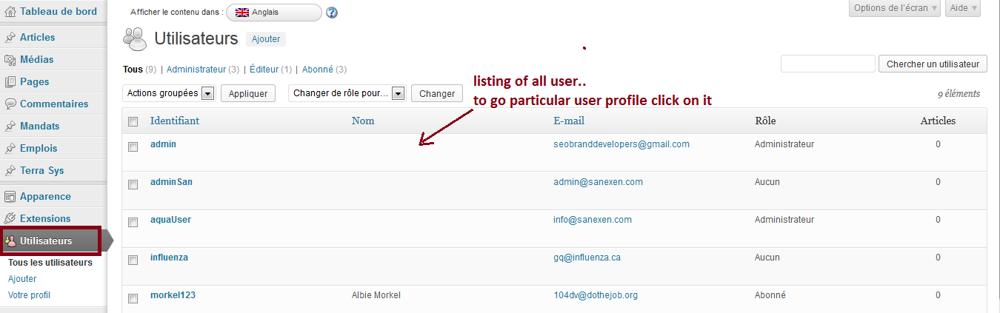 Tableau de bord
Articles
Médias
Pages
Commentaires
Mandats
Emplois
Terra Sys
Apparence
Extensions
Utilisateurs
Tous les utilisateurs
Ajouter
Votre profil
Afficher le contenu dans : Anglais ?
Options de l'écran Aide
Utilisateurs Ajouter
Tous (9) | Administrateur (3) | Éditeur (1) | Abonné (3)
Chercher un utilisateur
listing of all user..
to go particular user profile click on it
Actions groupées Appliquer Changer de rôle pour... Changer
9 éléments
Identifiant Nom E-mail Rôle Articles
admin seobranddevelopers@gmail.com Administrateur 0
adminSan admin@sanexen.com Aucun 0
aquaUser info@sanexen.com Administrateur 0
influenza gq@influenza.ca Aucun 0
morkel123 Albie Morkel 104dv@dothejob.org Abonné 0